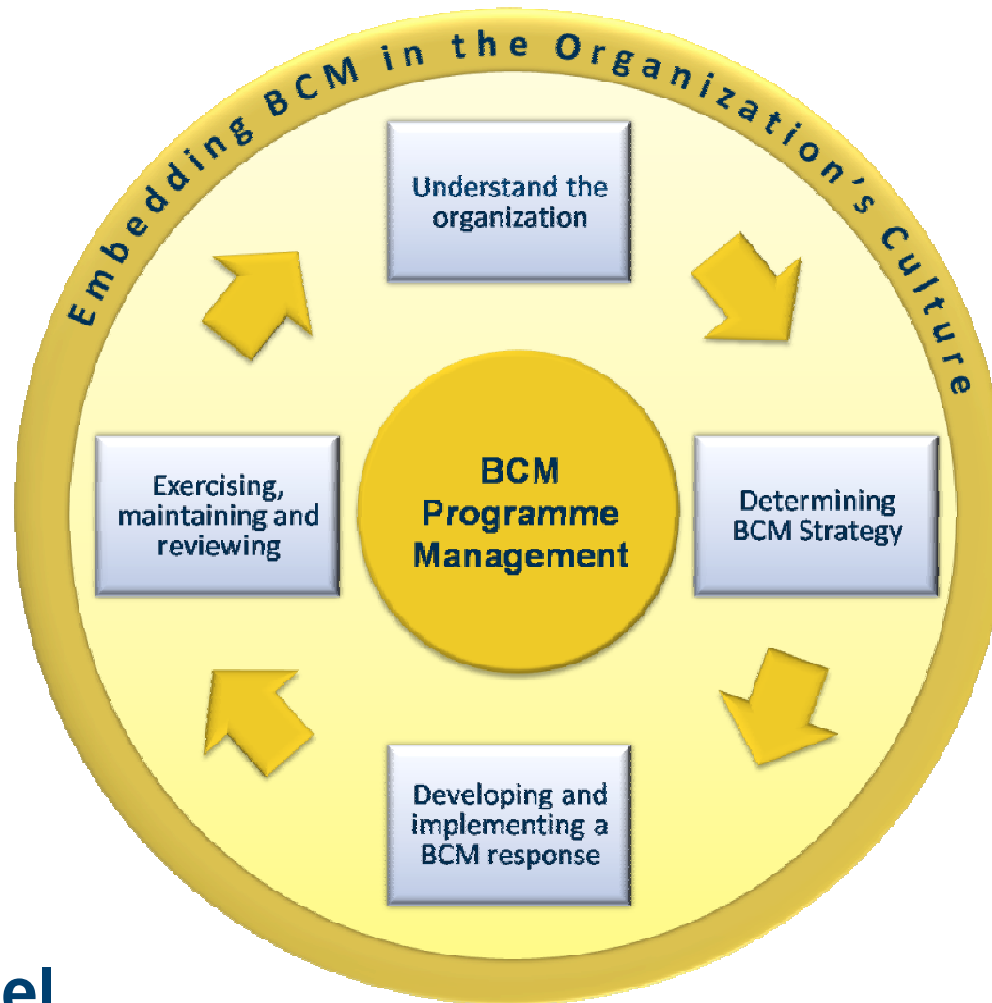 Embedding BCM in the Organization's Culture
Understand the
organization
Exercising,
maintaining and
reviewing
BCM
Programme
Management
Determining
BCM Strategy
Developing and
implementing a
BCM response
el